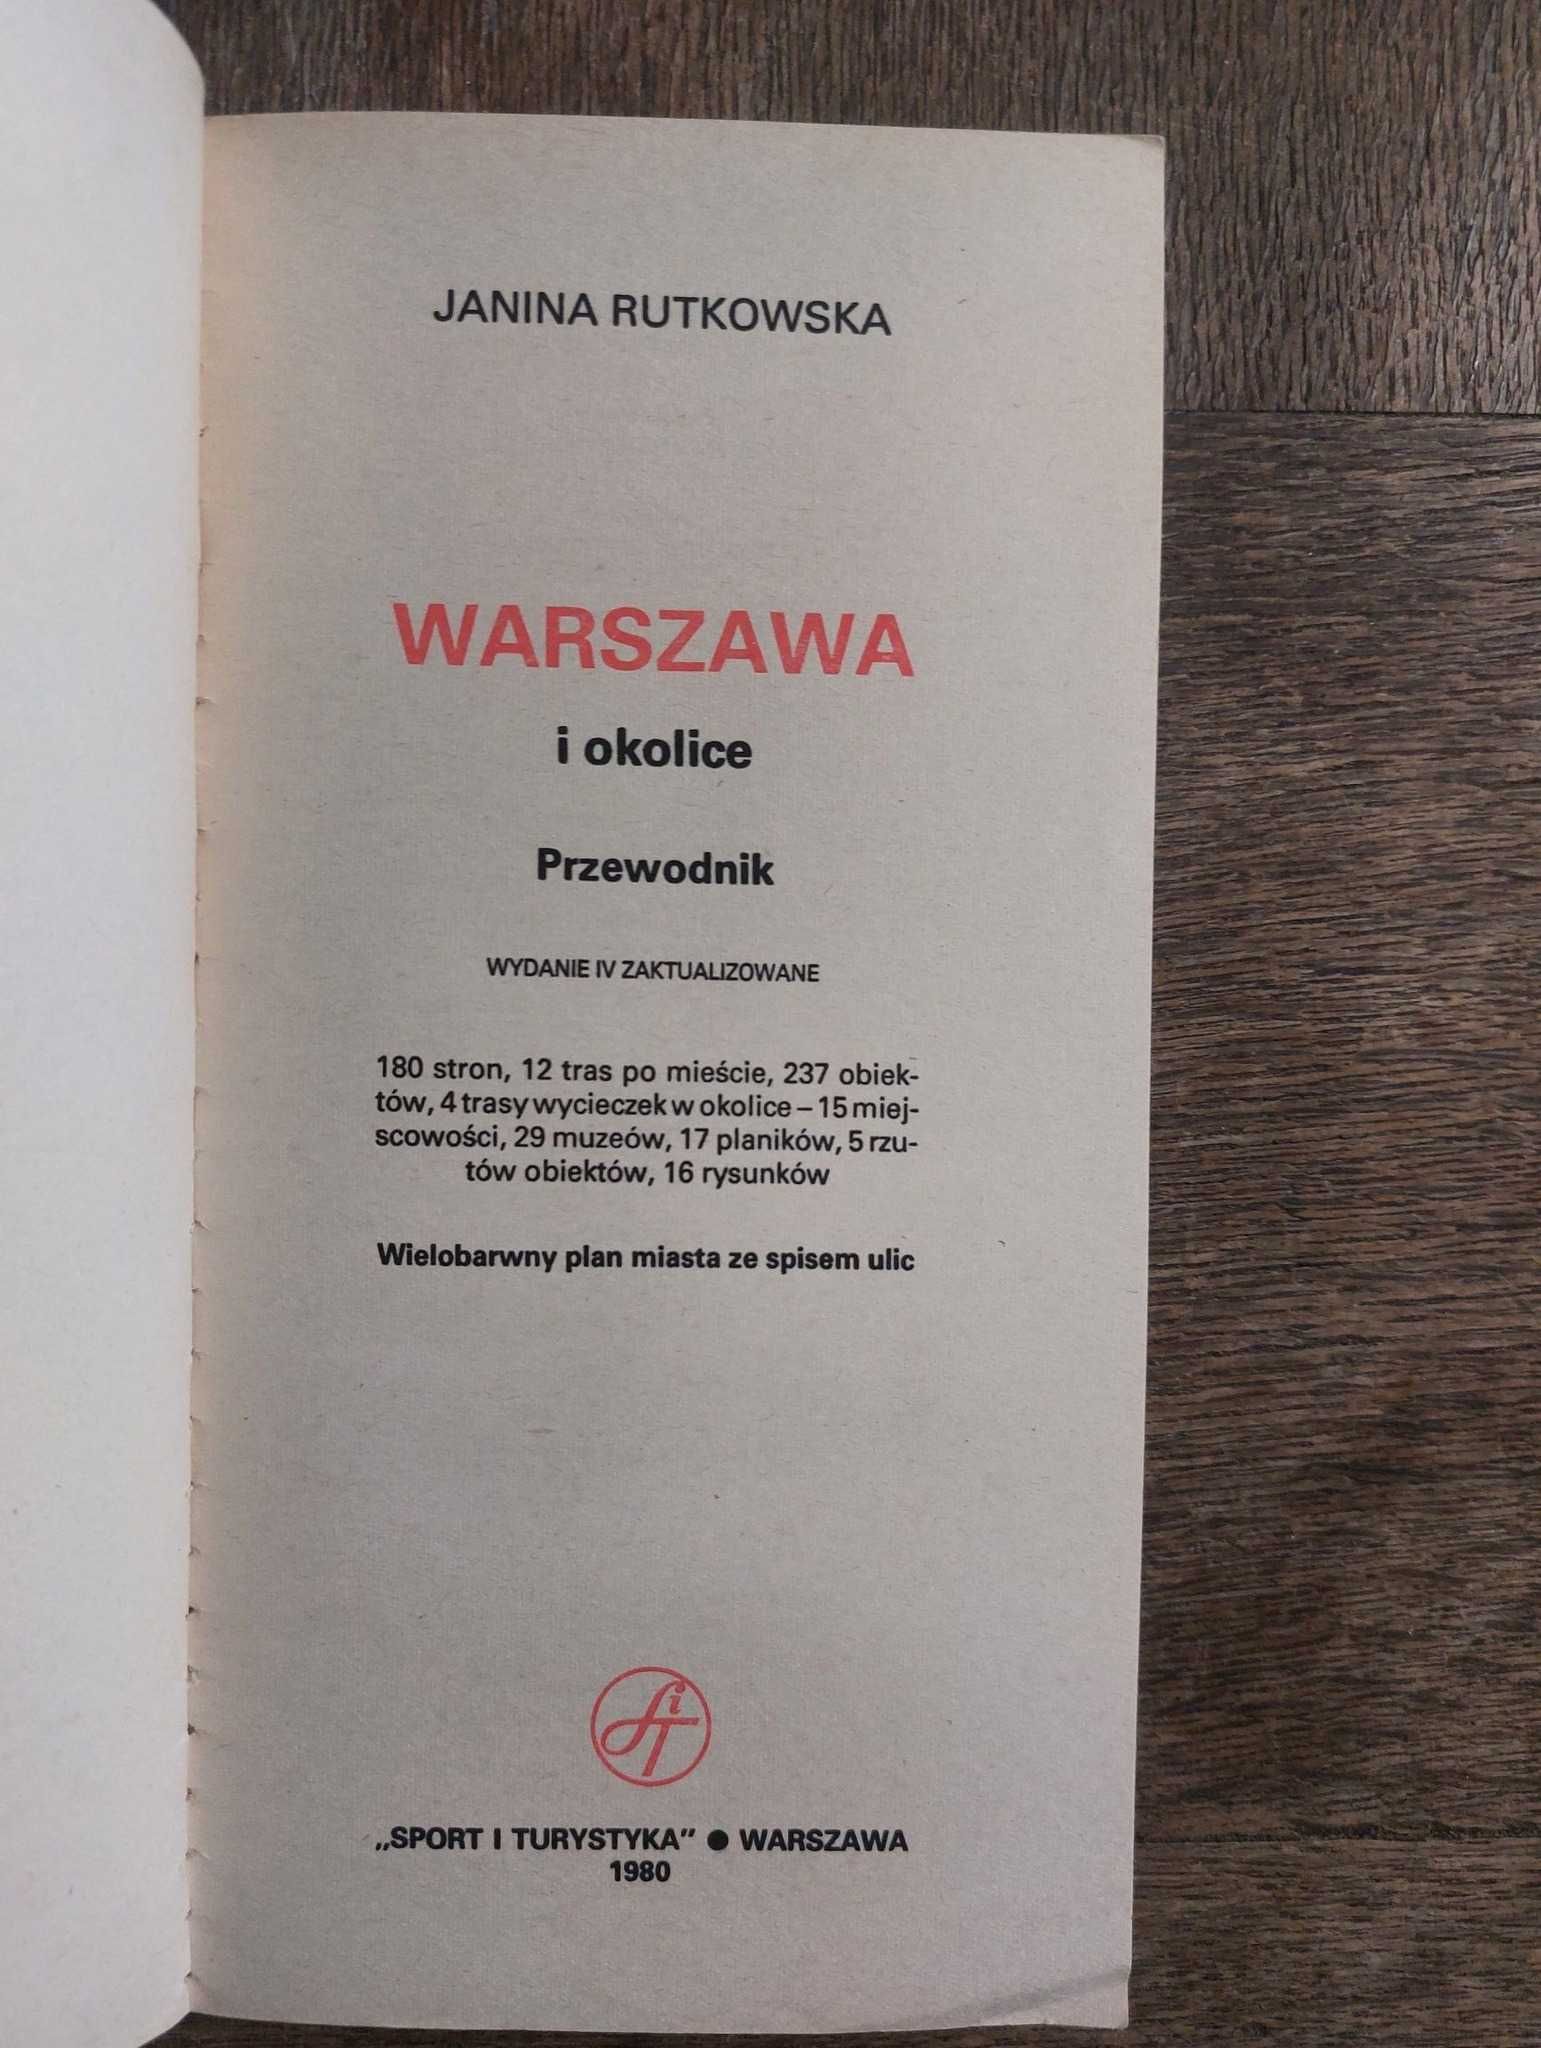 JANINA RUTKOWSKA
WARSZAWA
i okolice
Przewodnik
WYDANIE IV ZAKTUALIZOWANE
180 stron, 12 tras po mieście, 237 obiek-
tów, 4 trasy wycieczek w okolice – 15 miej-
scowości, 29 muzeów, 17 planików, 5 rzu-
tów obiektów, 16 rysunków
Wielobarwny plan miasta ze spisem ulic
SiT
„SPORT I TURYSTYKA” ● WARSZAWA
1980